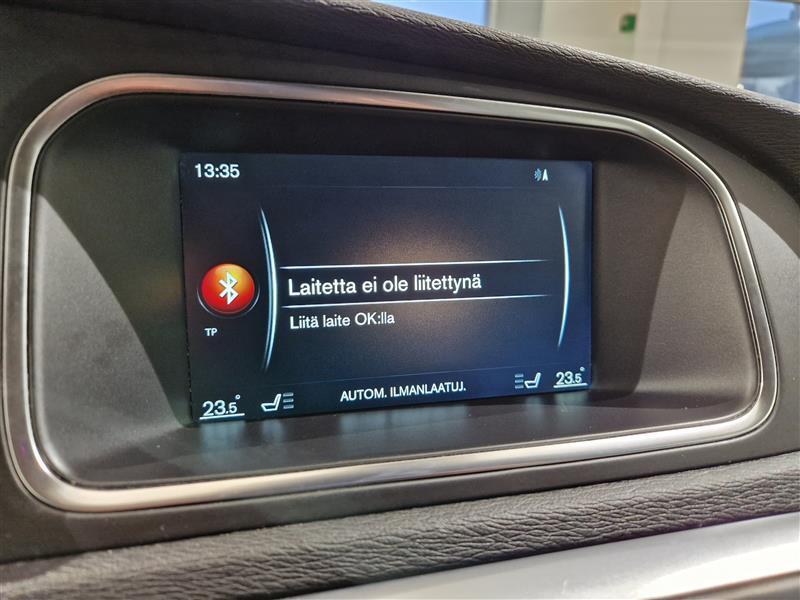 13:35
A
Laitetta ei ole liitettynä
Liitä laite OK:lla
TP
23.5°
AUTOM. ILMANLAATUJ.
23.5°